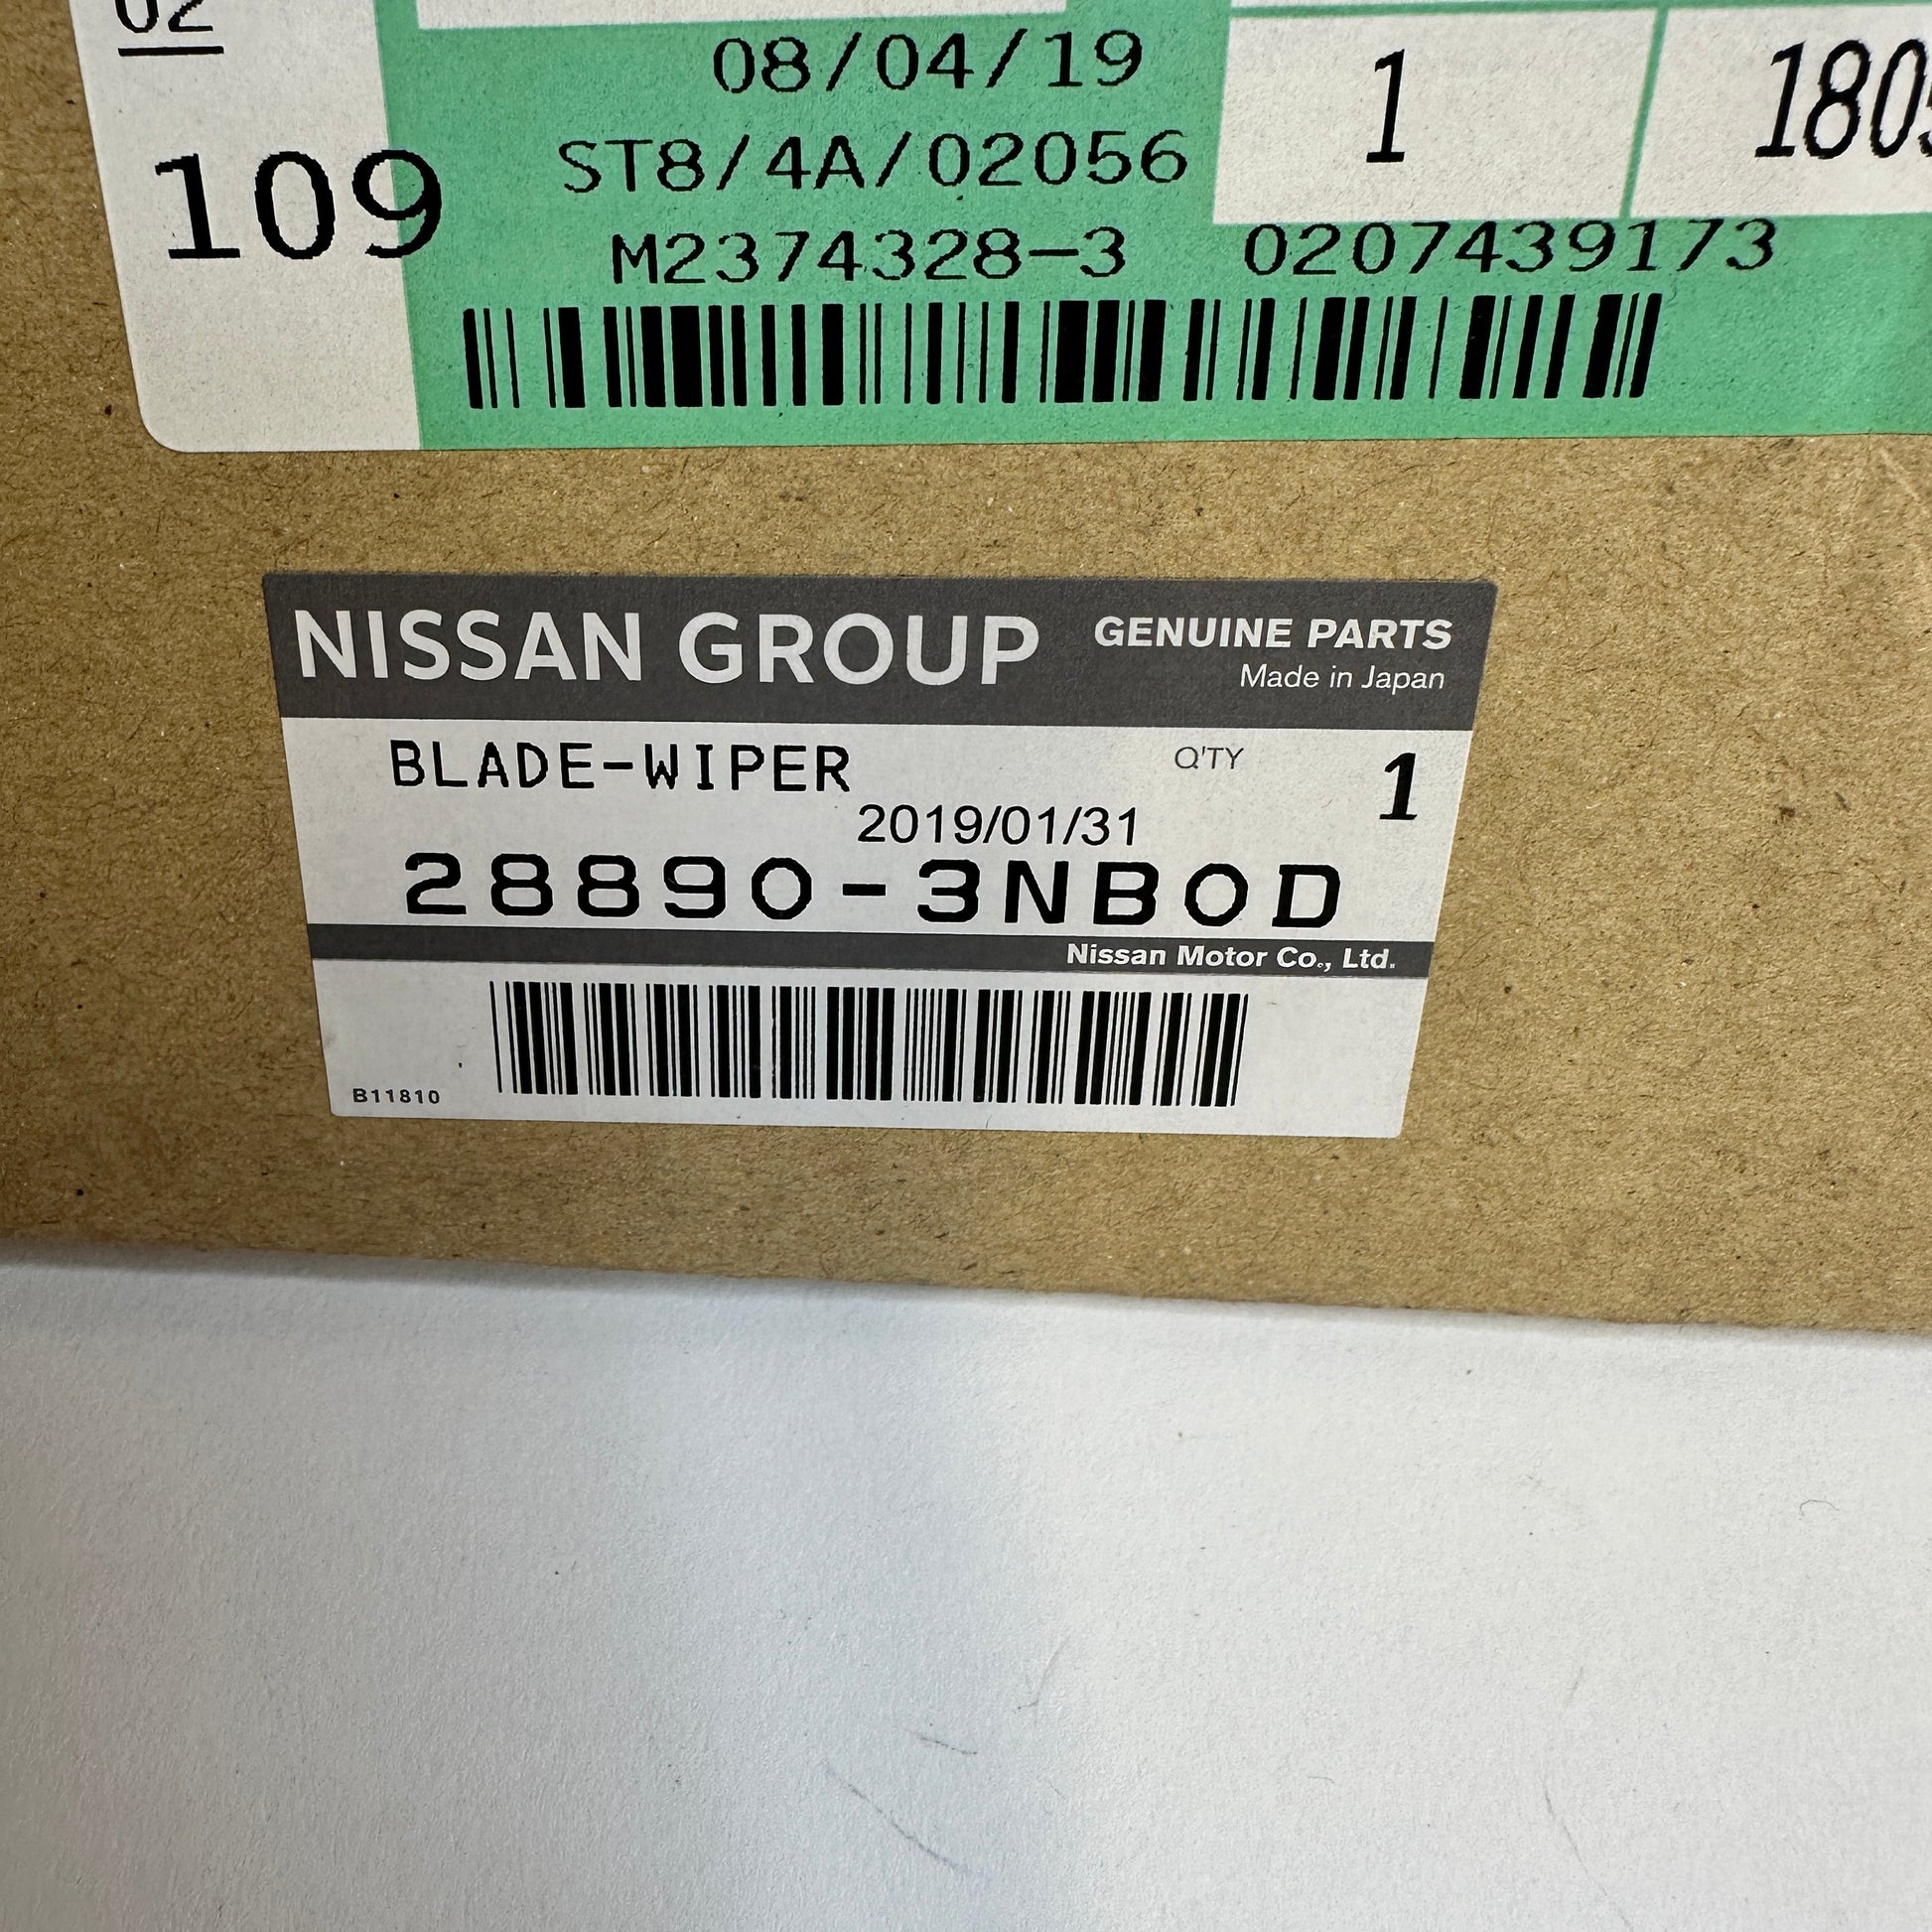 02
08/04/19
1
109
ST8/4A/02056
M2374328-3 0207439173
NISSAN GROUP
GENUINE PARTS
Made in Japan
BLADE-WIPER
Q'TY 1
2019/01/31
28890-3NB0D
Nissan Motor Co., Ltd.
B11810